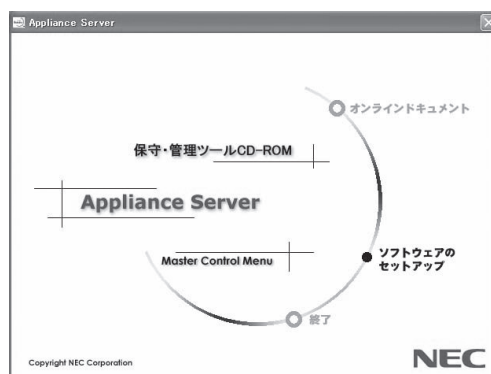 Appliance Server
オンラインドキュメント
保守・管理ツールCD-ROM
Appliance Server
ソフトウェアの
セットアップ
Master Control Menu
終了
Copyright NEC Corporation
NEC